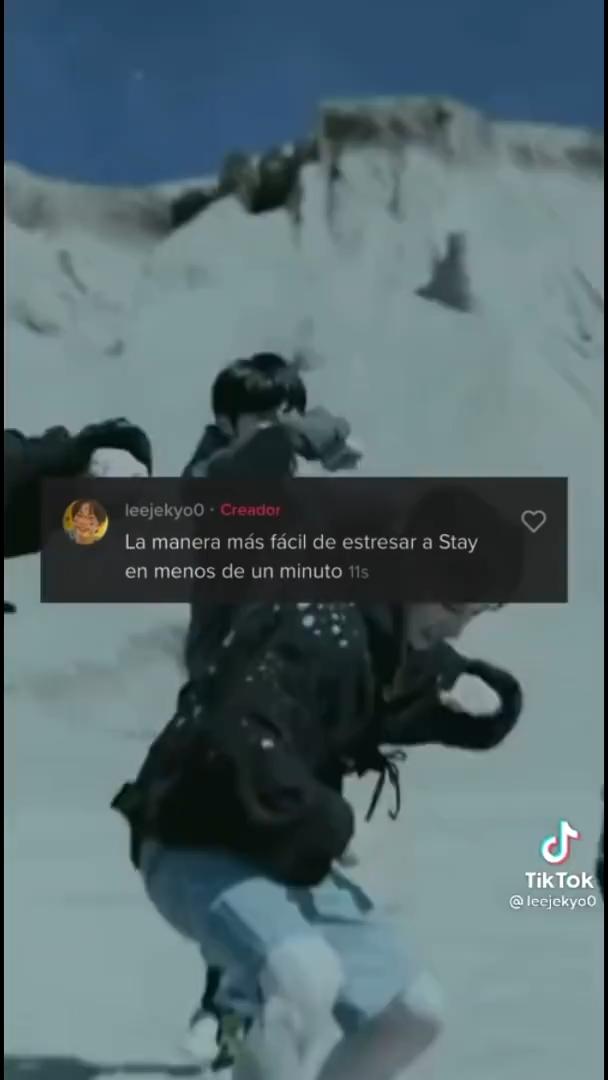 leejekyo0 · Creador
La manera más fácil de estresar a Stay
en menos de un minuto 11s
TikTok
@leejekyo0